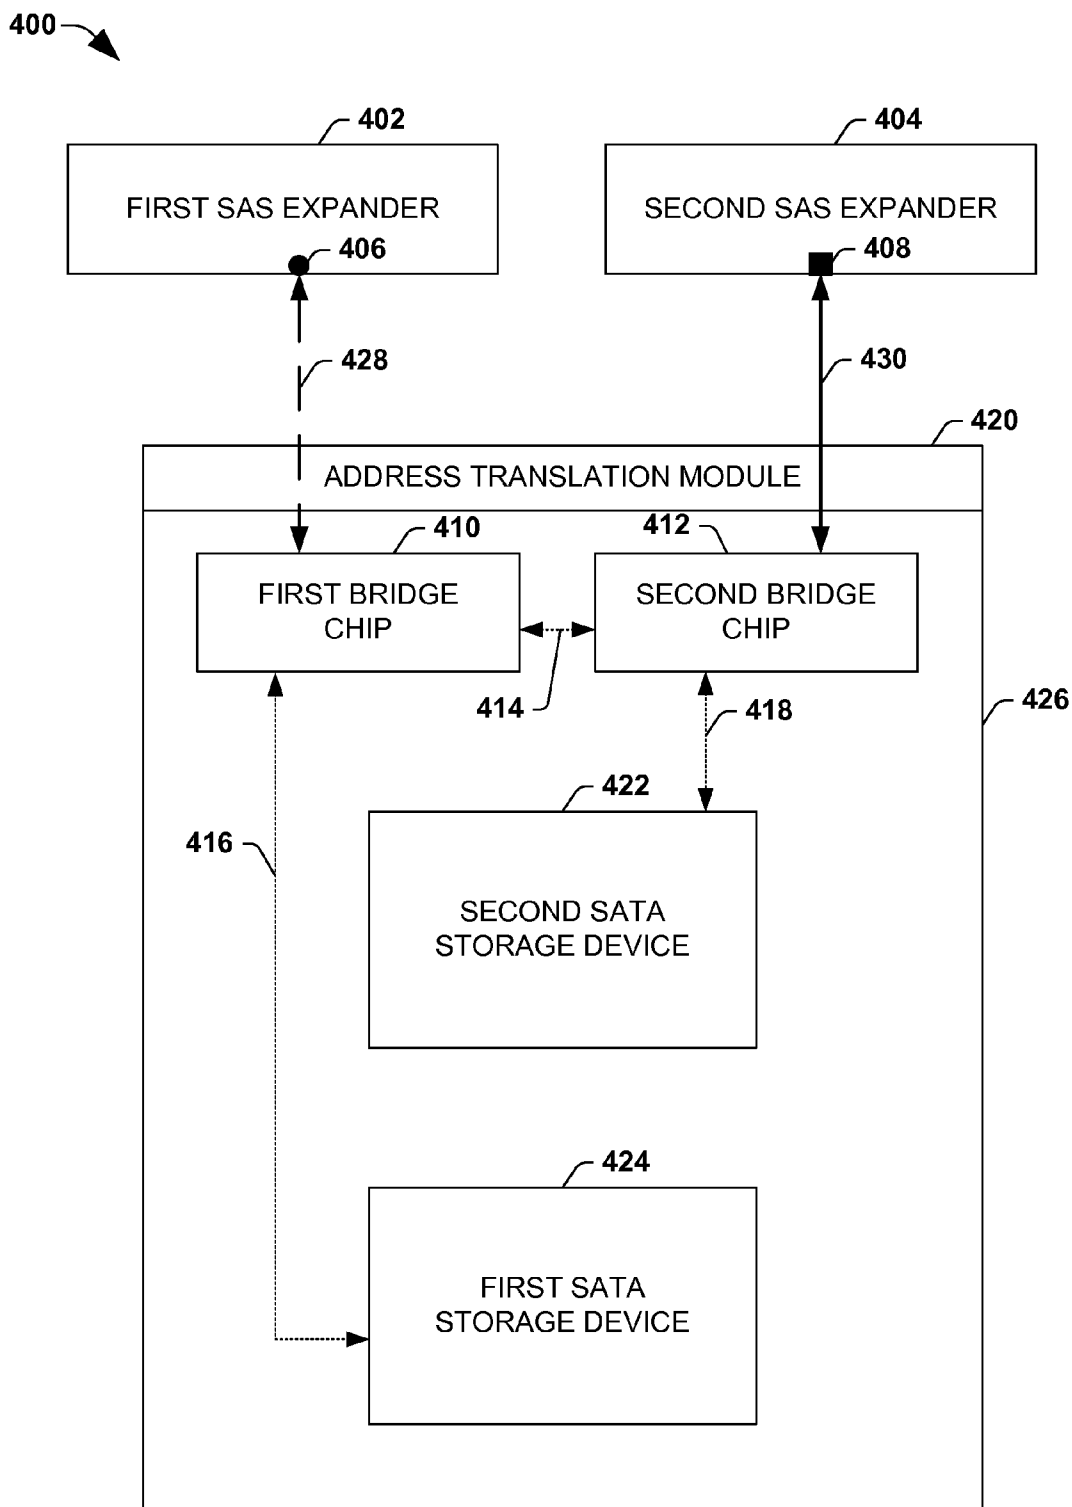 400
402
404
FIRST SAS EXPANDER
SECOND SAS EXPANDER
406
408
428
430
420
ADDRESS TRANSLATION MODULE
410
412
FIRST BRIDGE
CHIP
SECOND BRIDGE
CHIP
414
418
426
422
416
SECOND SATA
STORAGE DEVICE
424
FIRST SATA
STORAGE DEVICE